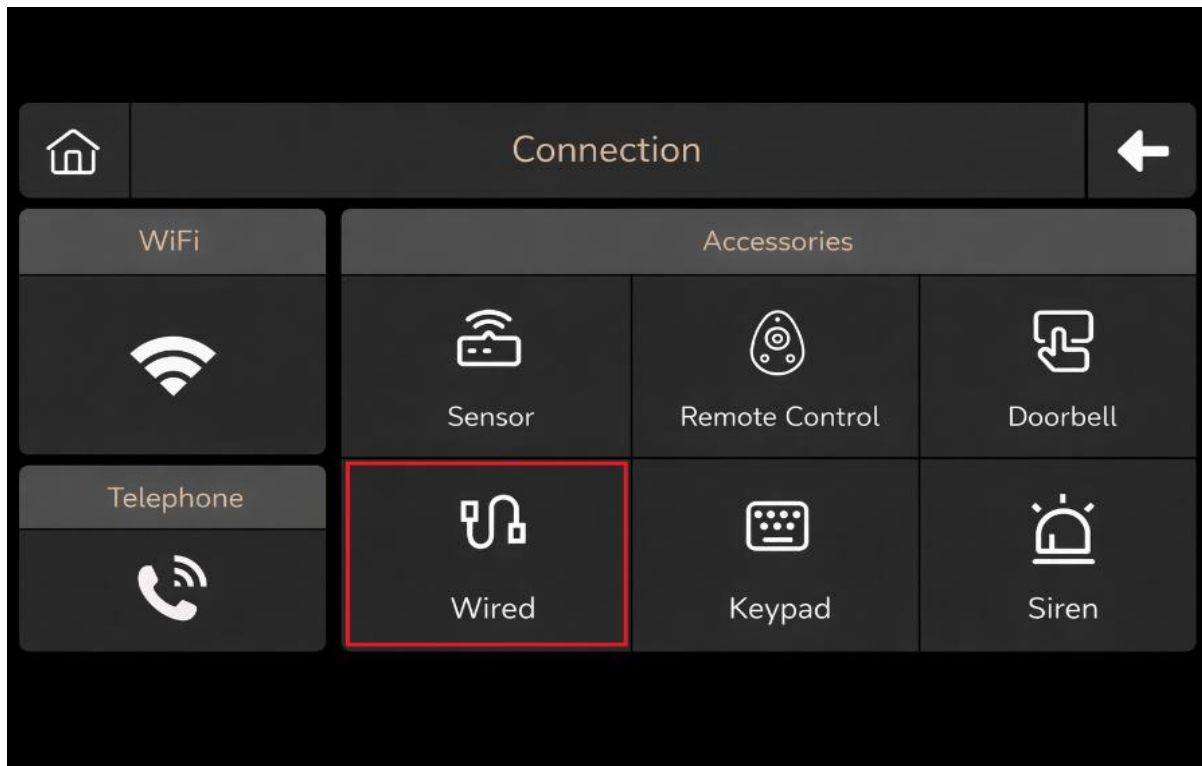 Connection
WiFi
Accessories
Sensor
Remote Control
Doorbell
Telephone
Wired
Keypad
Siren